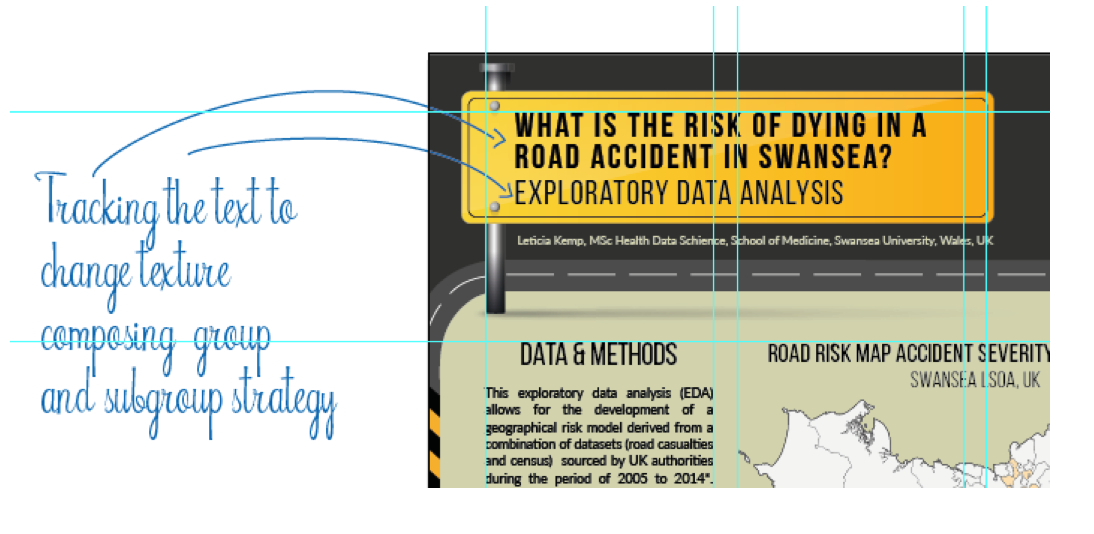 Tracking the text to
change texture
composing group
and subgroup strategy
WHAT IS THE RISK OF DYING IN A
ROAD ACCIDENT IN SWANSEA?
EXPLORATORY DATA ANALYSIS
Leticia Kemp, MSc Health Data Schience, School of Medicine, Swansea University, Wales, UK
DATA & METHODS
This exploratory data analysis (EDA)
allows for the development of a
geographical risk model derived from a
combination of datasets (road casualties
and census) sourced by UK authorities
during the period of 2005 to 2014*.
ROAD RISK MAP ACCIDENT SEVERITY
SWANSEA LSOA, UK